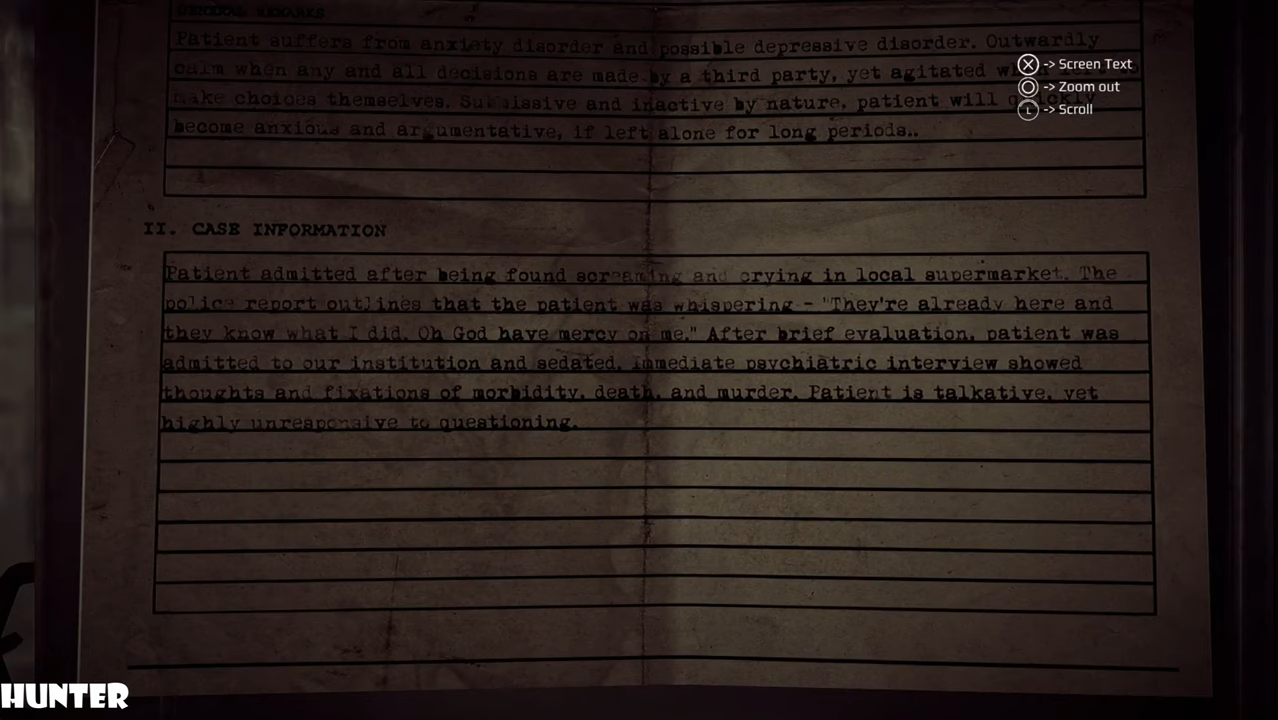 GENERAL REMARKS
Patient suffers from anxiety disorder and possible depressive disorder. Outwardly
calm when any and all decisions are made by a third party, yet agitated when left to
make choices themselves. Submissive and inactive by nature, patient will quickly
become anxious and argumentative, if left alone for long periods..
-> Screen Text
-> Zoom out
L -> Scroll
II. CASE INFORMATION
Patient admitted after being found screaming and crying in local supermarket. The
police report outlines that the patient was whispering - "They're already here and
they know what I did. Oh God have mercy on me." After brief evaluation, patient was
admitted to our institution and sedated. Immediate psychiatric interview showed
thoughts and fixations of morbidity, death, and murder. Patient is talkative, yet
highly unresponsive to questioning.
HUNTER